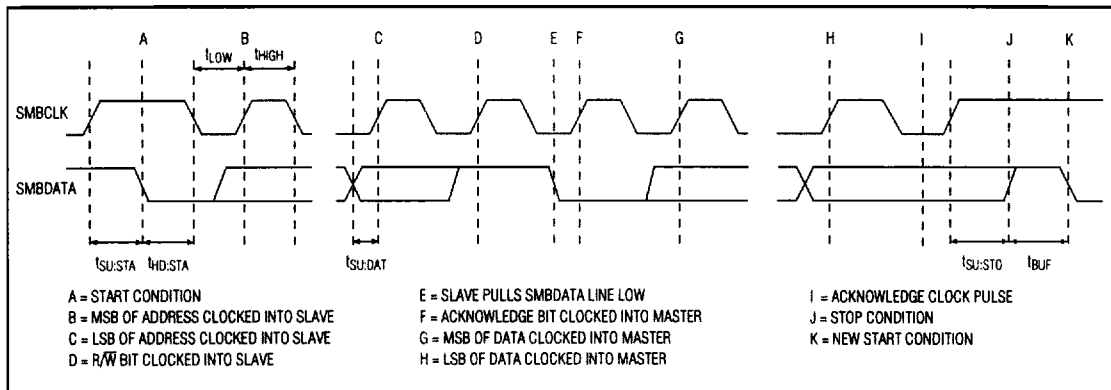 A B C D E F G H I J K
tLOW tHIGH
SMBCLK
SMBDATA
tSU:STA tHD:STA tSU:DAT tSU:STO tBUF
A = START CONDITION
B = MSB OF ADDRESS CLOCKED INTO SLAVE
C = LSB OF ADDRESS CLOCKED INTO SLAVE
D = R/W̅ BIT CLOCKED INTO SLAVE
E = SLAVE PULLS SMBDATA LINE LOW
F = ACKNOWLEDGE BIT CLOCKED INTO MASTER
G = MSB OF DATA CLOCKED INTO MASTER
H = LSB OF DATA CLOCKED INTO MASTER
I = ACKNOWLEDGE CLOCK PULSE
J = STOP CONDITION
K = NEW START CONDITION